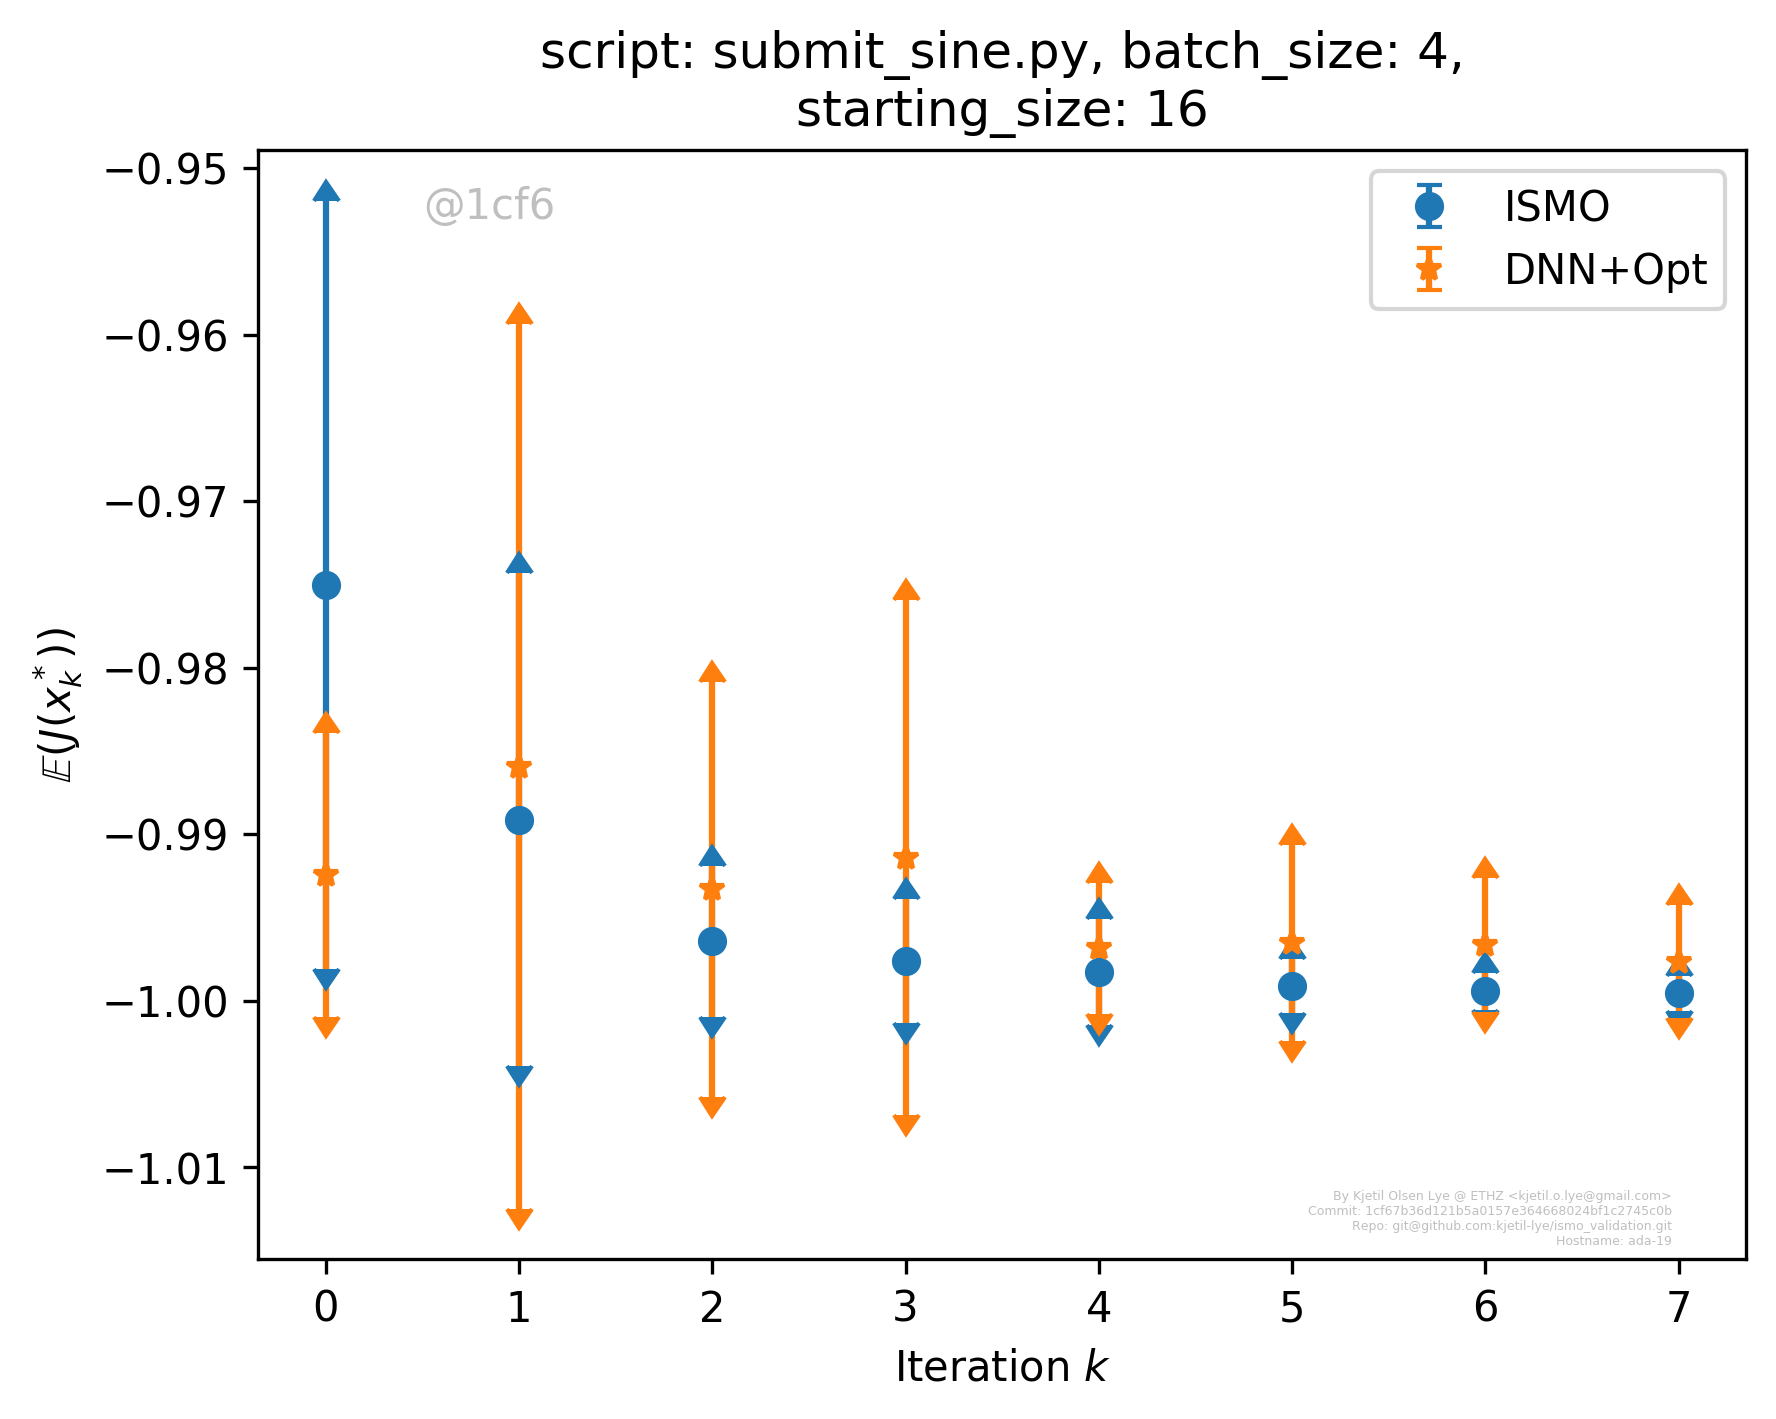 script: submit_sine.py, batch_size: 4,
starting_size: 16
@1cf6
ISMO
DNN+Opt
−0.95
−0.96
−0.97
−0.98
−0.99
−1.00
−1.01
𝔼(J(x*k))
0 1 2 3 4 5 6 7
Iteration k
By Kjetil Olsen Lye @ ETHZ <kjetil.o.lye@gmail.com>
Commit: 1cf67b36d121b5a0157e364668024bf1c2745c0b
Repo: git@github.com:kjetil-lye/ismo_validation.git
Hostname: ada-19